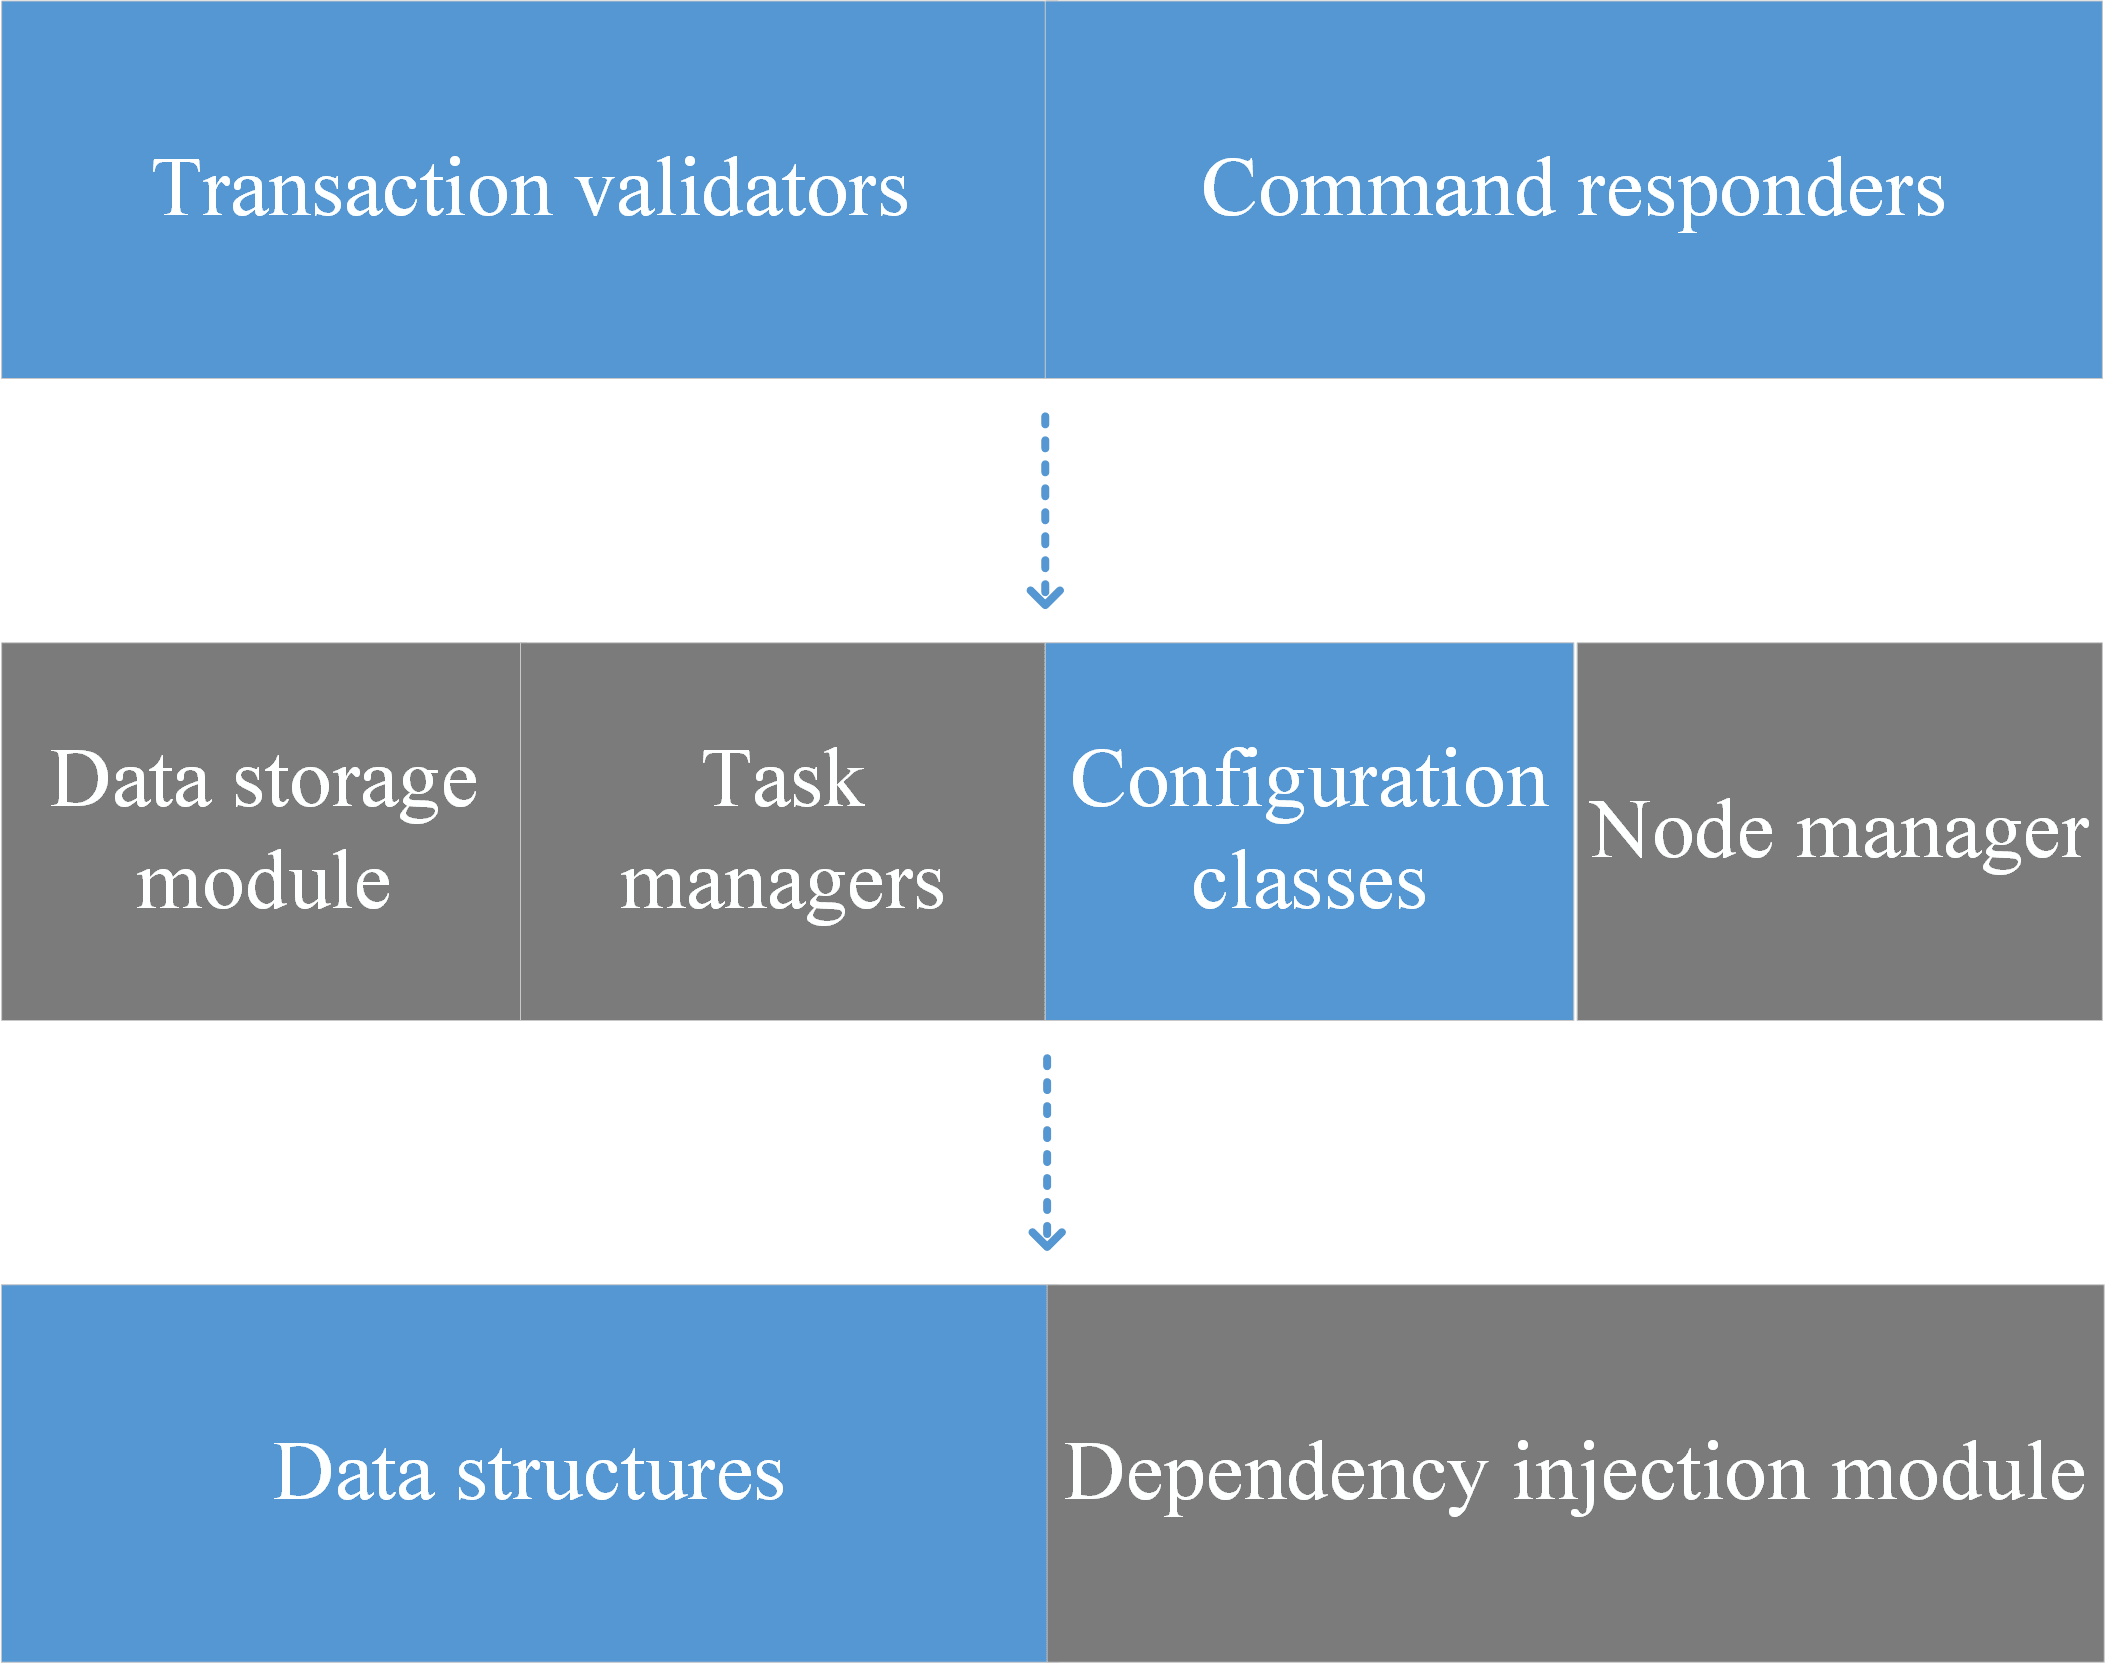 Transaction validators
Command responders
Data storage
module
Task
managers
Configuration
classes
Node manager
Data structures
Dependency injection module